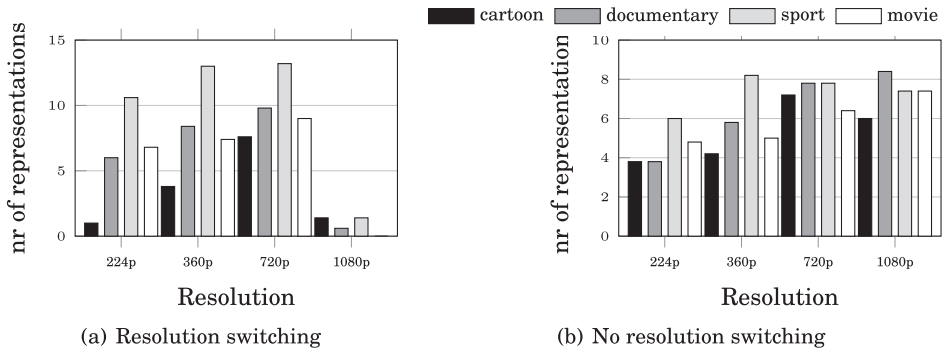 cartoon documentary sport movie
nr of representations
15
10
5
0
224p 360p 720p 1080p
Resolution
(a) Resolution switching
nr of representation
10
8
6
4
2
0
224p 360p 720p 1080p
Resolution
(b) No resolution switching